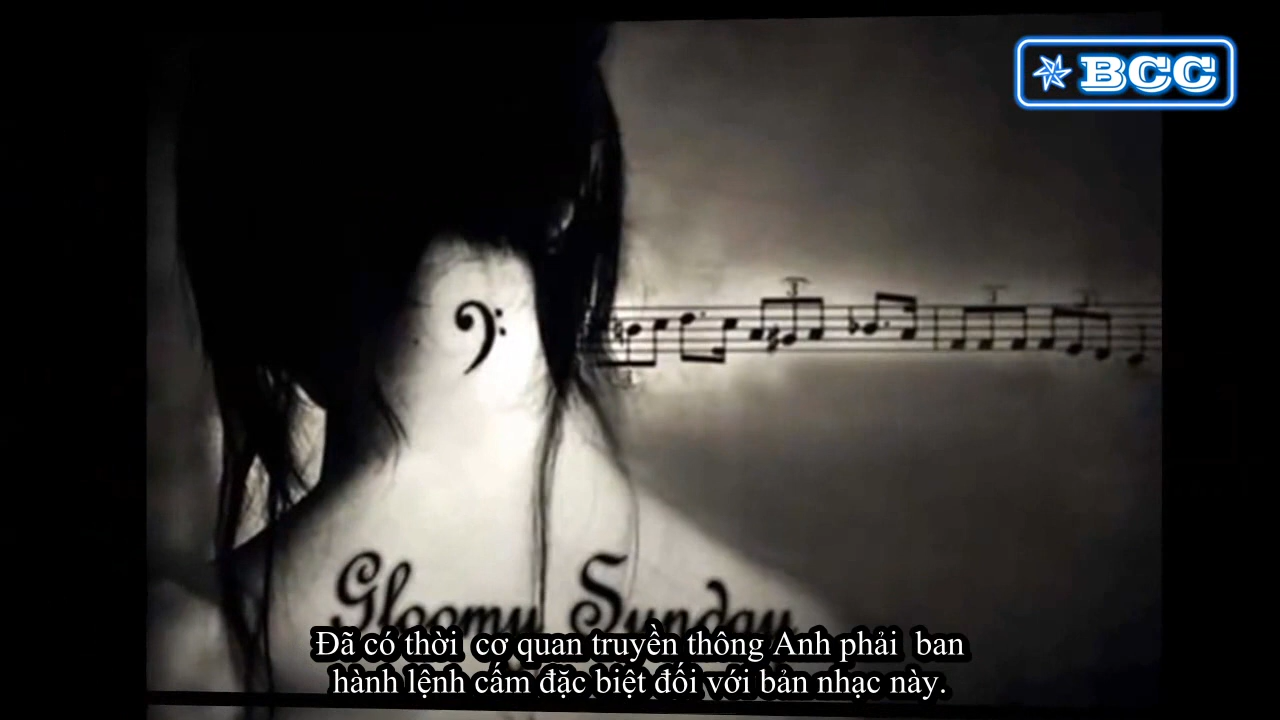 BCC
Gloomy Sunday
Đã có thời cơ quan truyền thông Anh phải ban
hành lệnh cấm đặc biệt đối với bản nhạc này.